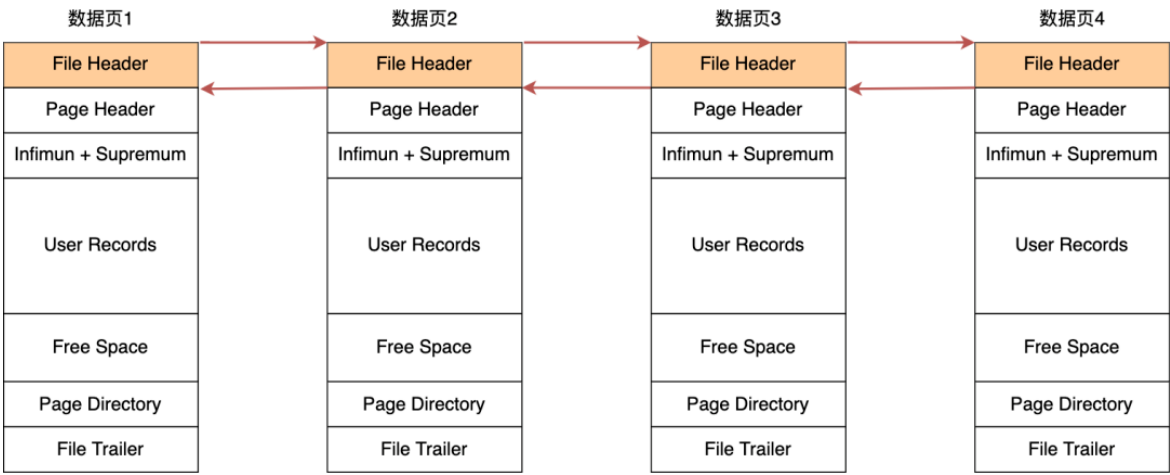 数据页1 数据页2 数据页3 数据页4
File Header File Header File Header File Header
Page Header Page Header Page Header Page Header
Infimun + Supremum Infimun + Supremum Infimun + Supremum Infimun + Supremum
User Records User Records User Records User Records
Free Space Free Space Free Space Free Space
Page Directory Page Directory Page Directory Page Directory
File Trailer File Trailer File Trailer File Trailer